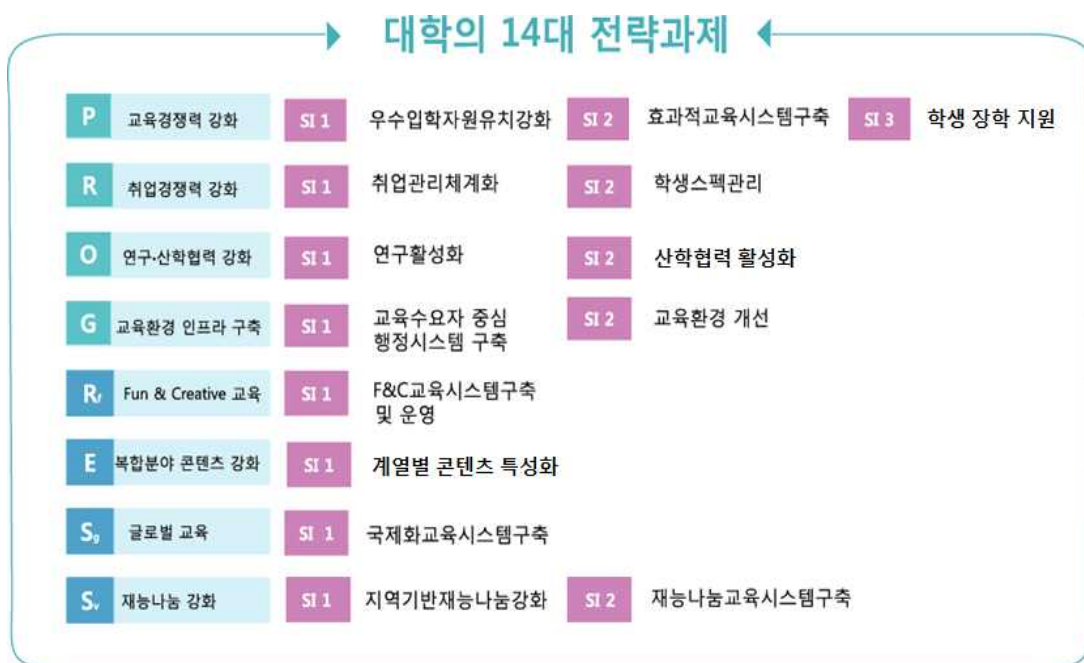 대학의 14대 전략과제
P 교육경쟁력 강화 SI 1 우수입학자원유치강화 SI 2 효과적교육시스템구축 SI 3 학생 장학 지원
R 취업경쟁력 강화 SI 1 취업관리체계화 SI 2 학생스펙관리
O 연구·산학협력 강화 SI 1 연구활성화 SI 2 산학협력 활성화
G 교육환경 인프라 구축 SI 1 교육수요자 중심
행정시스템 구축 SI 2 교육환경 개선
Rf Fun & Creative 교육 SI 1 F&C교육시스템구축
및 운영
E 복합분야 콘텐츠 강화 SI 1 계열별 콘텐츠 특성화
Sg 글로벌 교육 SI 1 국제화교육시스템구축
Sv 재능나눔 강화 SI 1 지역기반재능나눔강화 SI 2 재능나눔교육시스템구축